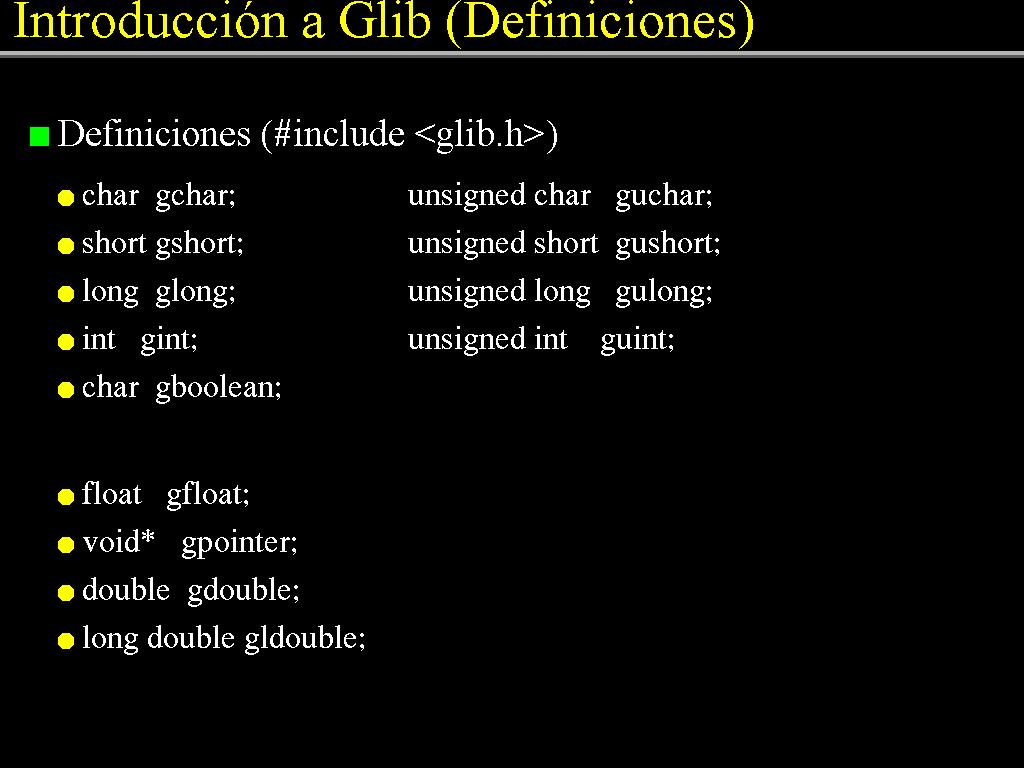 Introducción a Glib (Definiciones)
Definiciones (#include <glib.h>)
char gchar; unsigned char guchar;
short gshort; unsigned short gushort;
long glong; unsigned long gulong;
int gint; unsigned int guint;
char gboolean;
float gfloat;
void* gpointer;
double gdouble;
long double gldouble;